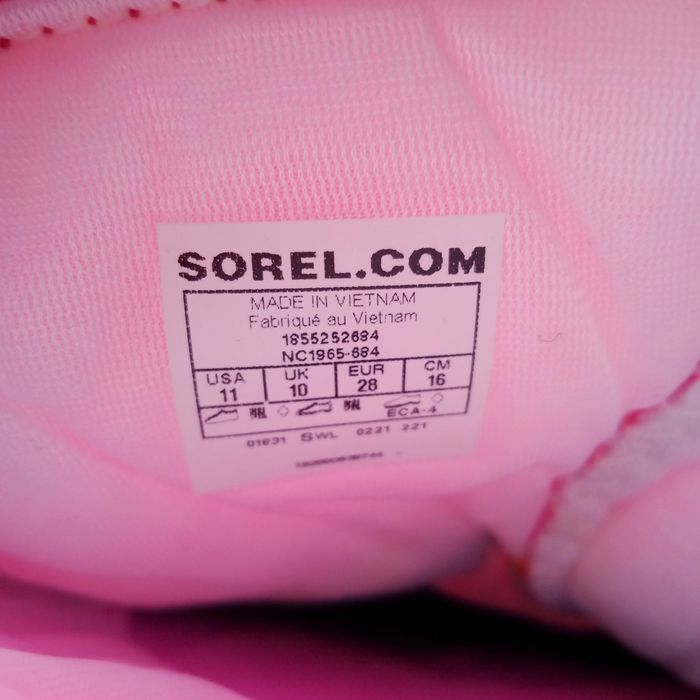 SOREL.COM
MADE IN VIETNAM
Fabriqué au Vietnam
1855252684
NC1965-684
USA UK EUR CM
11 10 28 16
ECA-4
01831 SWL 0221 221